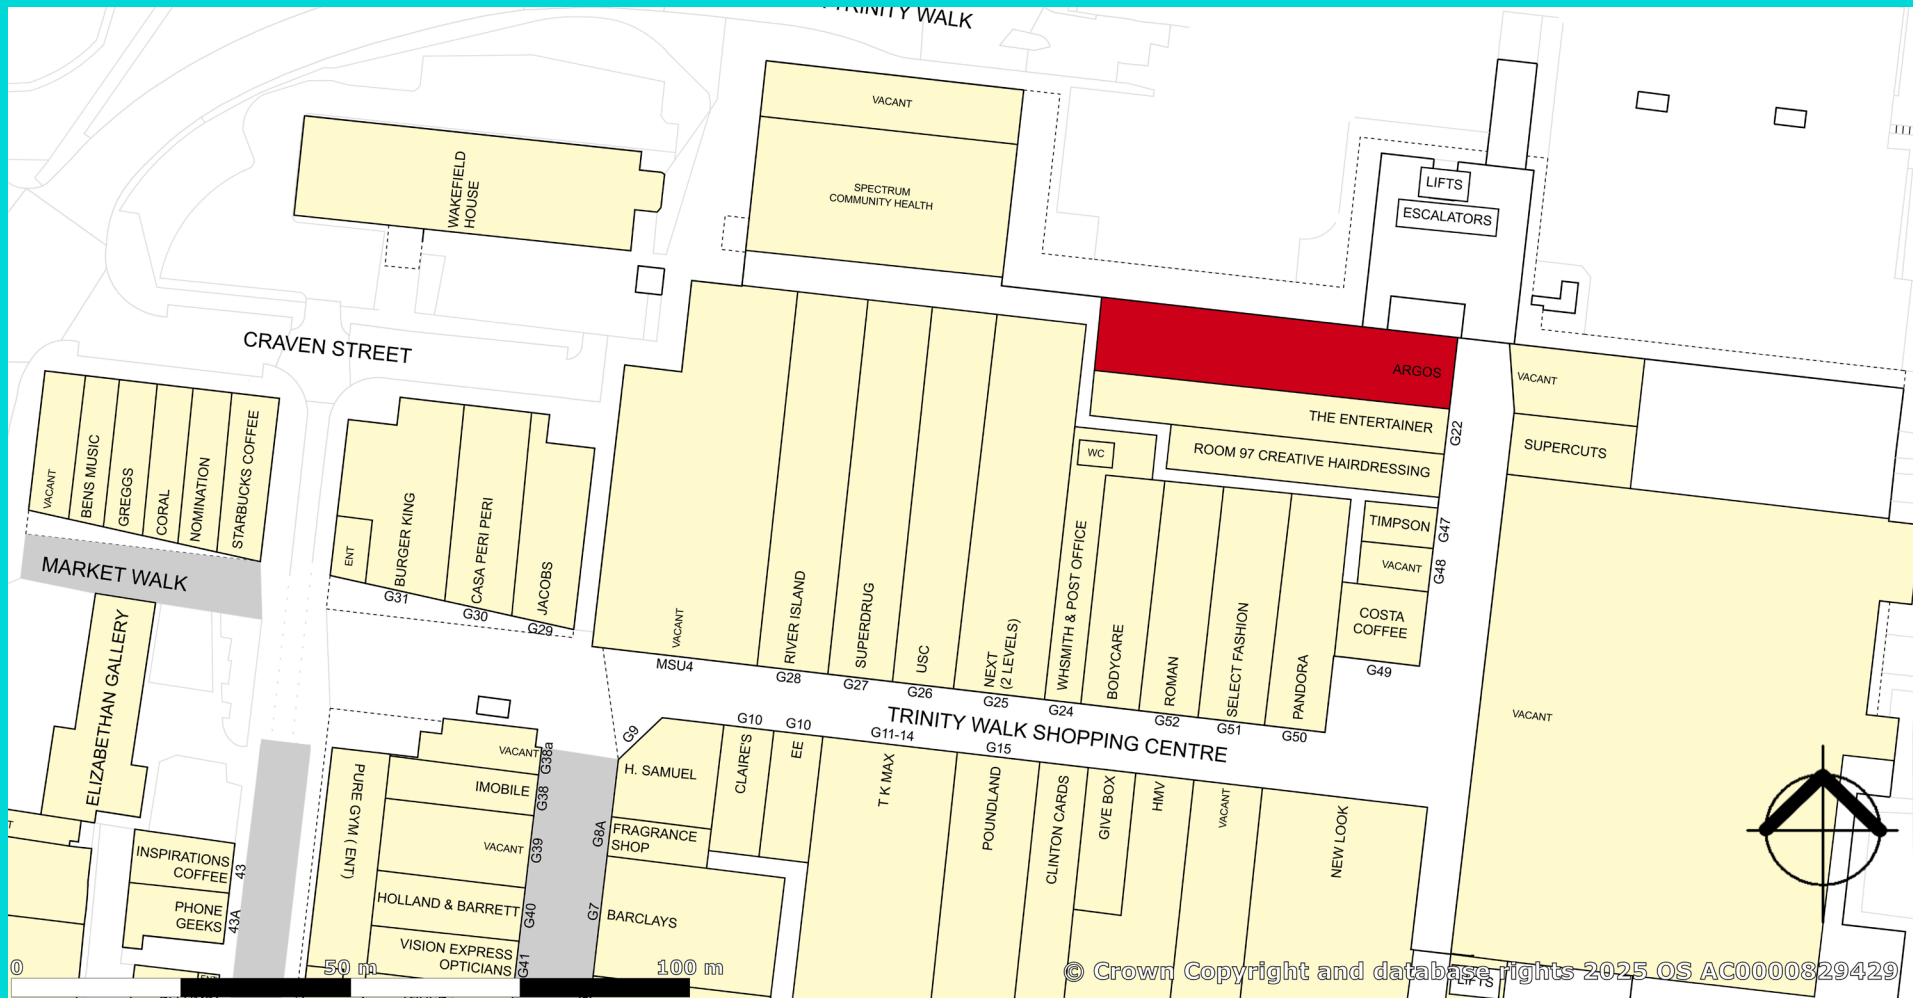 TRINITY WALK
VACANT
SPECTRUM
COMMUNITY HEALTH
WAKEFIELD
HOUSE
LIFTS
ESCALATORS
CRAVEN STREET
ARGOS
THE ENTERTAINER
G22
ROOM 97 CREATIVE HAIRDRESSING
VACANT
SUPERCUTS
WC
VACANT
BENS MUSIC
GREGGS
CORAL
NOMINATION
STARBUCKS COFFEE
MARKET WALK
ENT
BURGER KING
G31
CASA PERI PERI
G30
JACOBS
G29
VACANT
MSU4
RIVER ISLAND
G28
SUPERDRUG
G27
USC
G26
NEXT
(2 LEVELS)
G25
WHSMITH & POST OFFICE
G24
BODYCARE
ROMAN
G52
SELECT FASHION
G51
PANDORA
G50
TIMPSON
G47
VACANT
G48
COSTA
COFFEE
G49
VACANT
TRINITY WALK SHOPPING CENTRE
ELIZABETHAN GALLERY
INSPIRATIONS
COFFEE
43
PHONE
GEEKS
43A
PURE GYM ( ENT)
VACANT
G38a
IMOBILE
G38
VACANT
G39
HOLLAND & BARRETT
G40
VISION EXPRESS
OPTICIANS
G41
G9
H. SAMUEL
FRAGRANCE
SHOP
G8A
BARCLAYS
G7
G10
CLAIRE'S
G10
EE
G11-14
T K MAX
G15
POUNDLAND
CLINTON CARDS
GIVE BOX
HMV
VACANT
NEW LOOK
LIFTS
0
50 m
100 m
© Crown Copyright and database rights 2025 OS AC0000829429